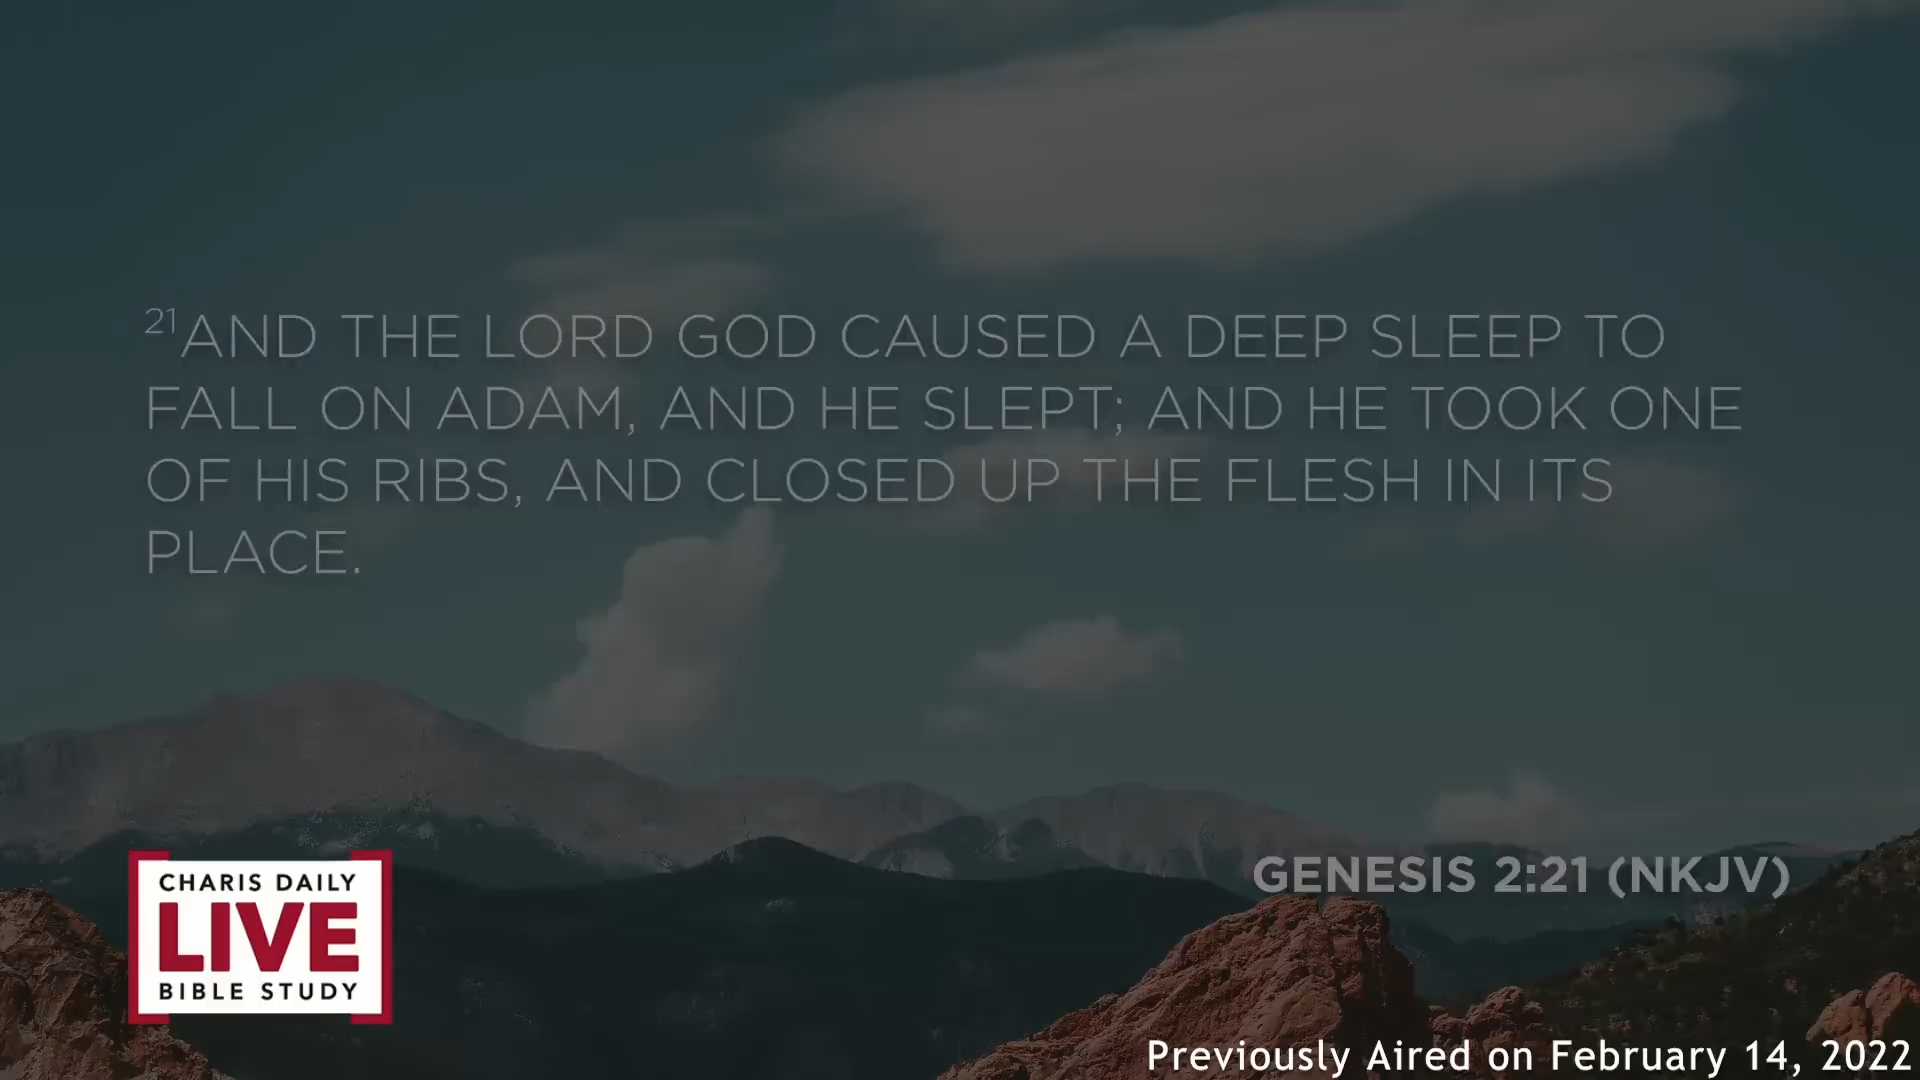 21 AND THE LORD GOD CAUSED A DEEP SLEEP TO
FALL ON ADAM, AND HE SLEPT; AND HE TOOK ONE
OF HIS RIBS, AND CLOSED UP THE FLESH IN ITS
PLACE.
GENESIS 2:21 (NKJV)
CHARIS DAILY
LIVE
BIBLE STUDY
Previously Aired on February 14, 2022